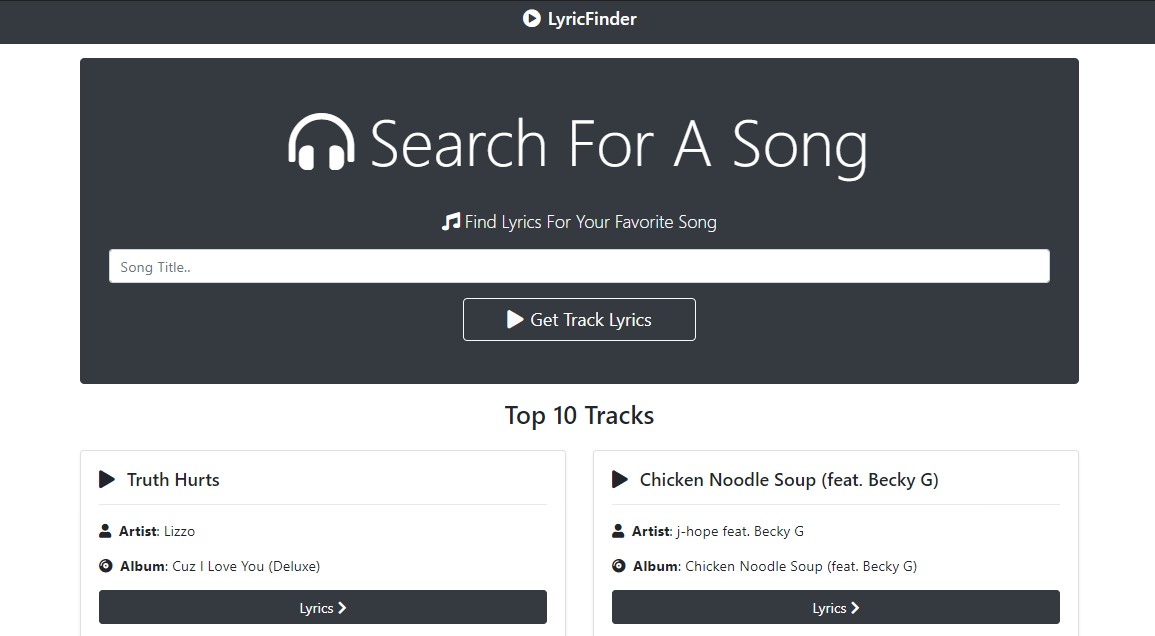 LyricFinder
Search For A Song
Find Lyrics For Your Favorite Song
Song Title..
Get Track Lyrics
Top 10 Tracks
Truth Hurts
Artist: Lizzo
Album: Cuz I Love You (Deluxe)
Lyrics
Chicken Noodle Soup (feat. Becky G)
Artist: j-hope feat. Becky G
Album: Chicken Noodle Soup (feat. Becky G)
Lyrics